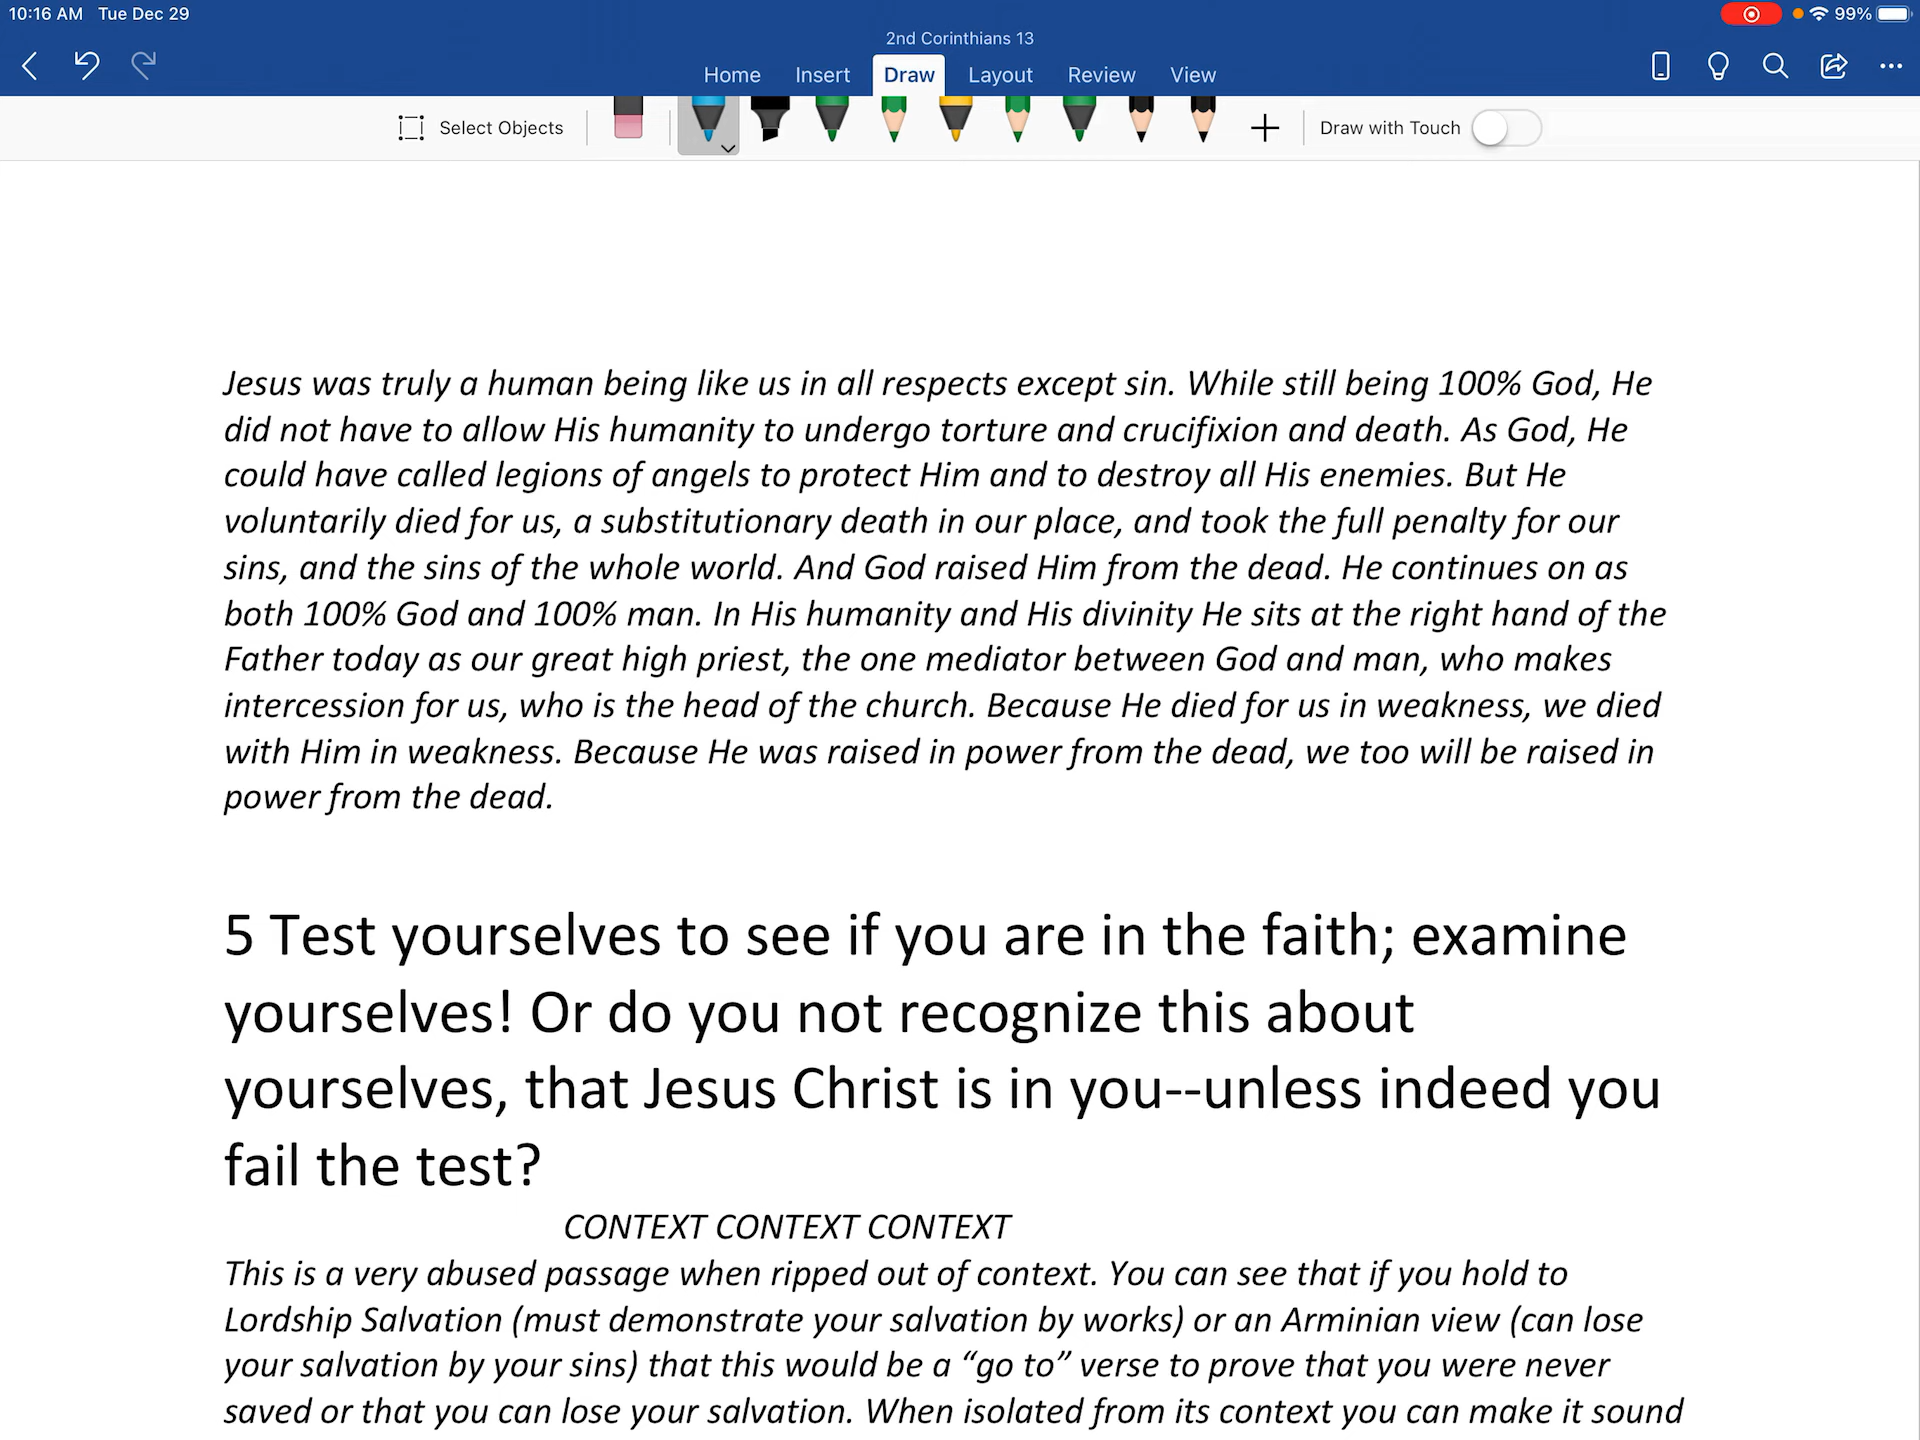 10:16 AM Tue Dec 29
99%
2nd Corinthians 13
Home Insert Draw Layout Review View
Select Objects
Draw with Touch
Jesus was truly a human being like us in all respects except sin. While still being 100% God, He
did not have to allow His humanity to undergo torture and crucifixion and death. As God, He
could have called legions of angels to protect Him and to destroy all His enemies. But He
voluntarily died for us, a substitutionary death in our place, and took the full penalty for our
sins, and the sins of the whole world. And God raised Him from the dead. He continues on as
both 100% God and 100% man. In His humanity and His divinity He sits at the right hand of the
Father today as our great high priest, the one mediator between God and man, who makes
intercession for us, who is the head of the church. Because He died for us in weakness, we died
with Him in weakness. Because He was raised in power from the dead, we too will be raised in
power from the dead.
5 Test yourselves to see if you are in the faith; examine
yourselves! Or do you not recognize this about
yourselves, that Jesus Christ is in you--unless indeed you
fail the test?
CONTEXT CONTEXT CONTEXT
This is a very abused passage when ripped out of context. You can see that if you hold to
Lordship Salvation (must demonstrate your salvation by works) or an Arminian view (can lose
your salvation by your sins) that this would be a “go to” verse to prove that you were never
saved or that you can lose your salvation. When isolated from its context you can make it sound